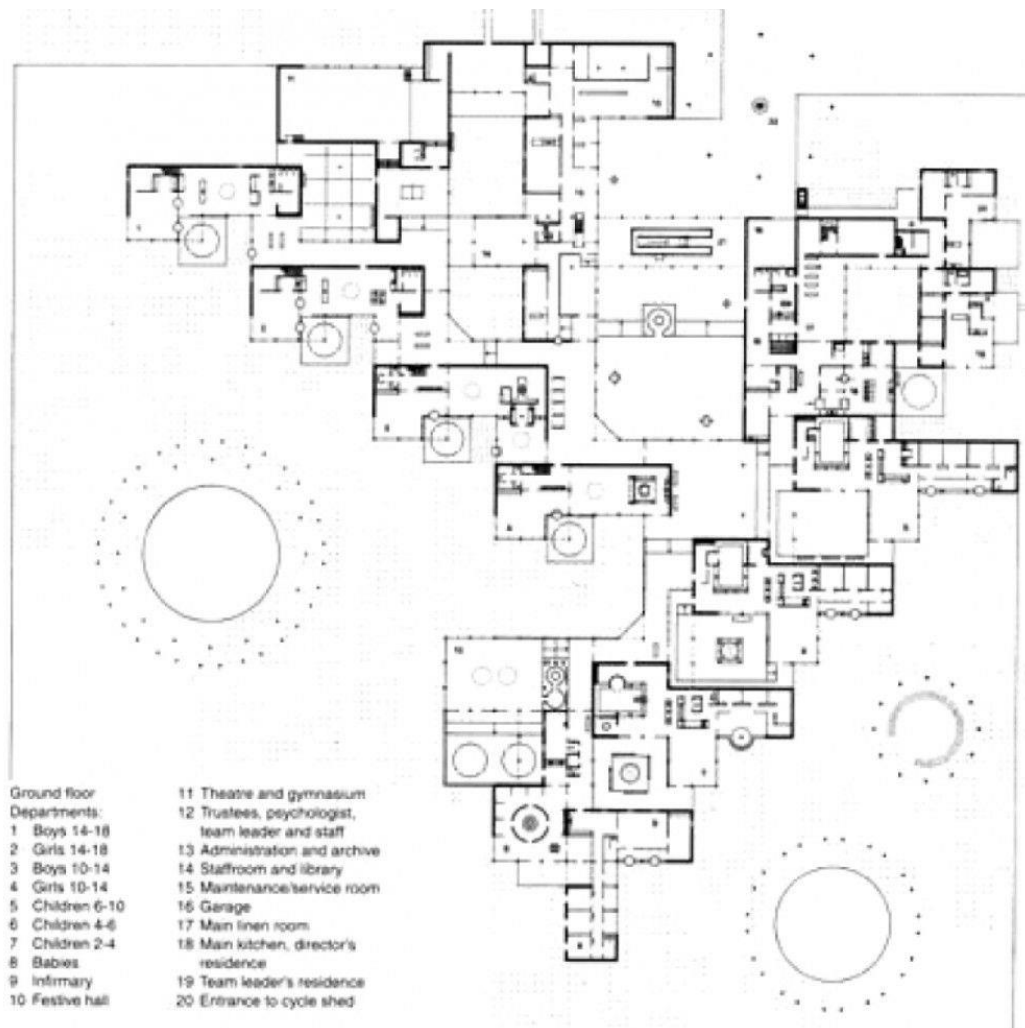 Ground floor
Departments:
1 Boys 14-18
2 Girls 14-18
3 Boys 10-14
4 Girls 10-14
5 Children 6-10
6 Children 4-6
7 Children 2-4
8 Babies
9 Infirmary
10 Festive hall
11 Theatre and gymnasium
12 Trustees, psychologist,
team leader and staff
13 Administration and archive
14 Staffroom and library
15 Maintenance/service room
16 Garage
17 Main linen room
18 Main kitchen, director's
residence
19 Team leader's residence
20 Entrance to cycle shed